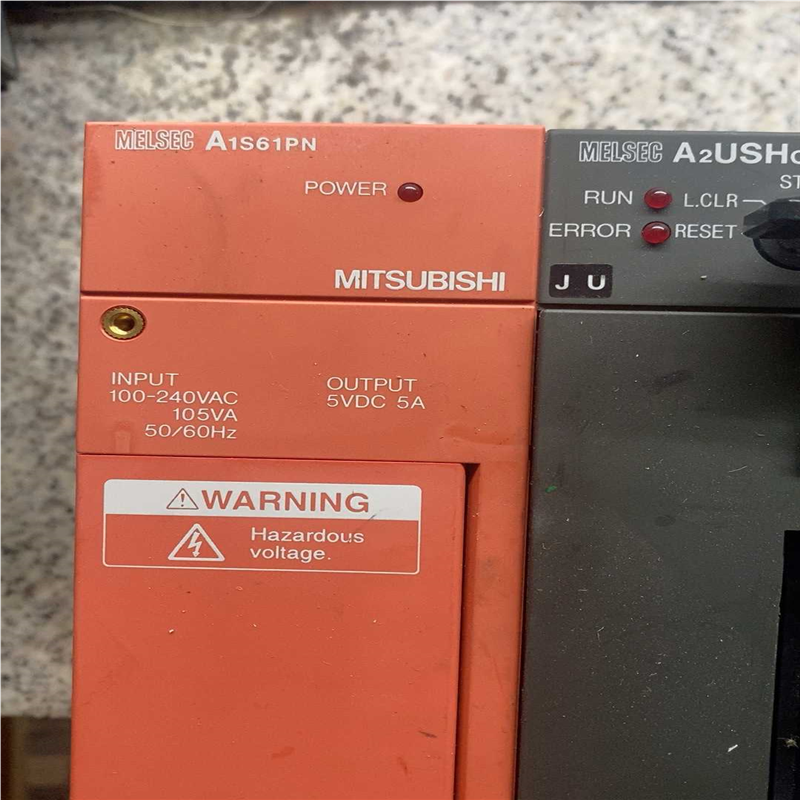 MELSEC A1S61PN
POWER
MITSUBISHI
INPUT
100-240VAC
105VA
50/60Hz
OUTPUT
5VDC 5A
WARNING
Hazardous
voltage.
MELSEC A2USH
RUN L.CLR
ERROR RESET
J U